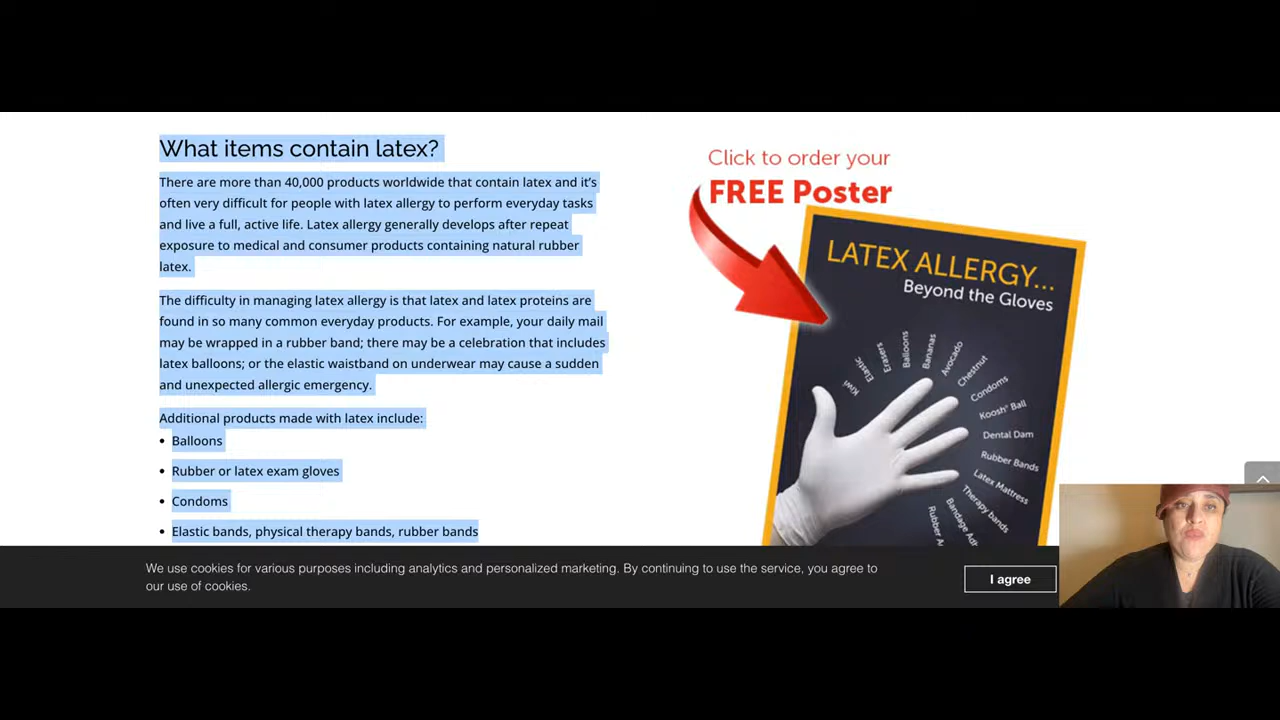 What items contain latex?
There are more than 40,000 products worldwide that contain latex and it's
often very difficult for people with latex allergy to perform everyday tasks
and live a full, active life. Latex allergy generally develops after repeat
exposure to medical and consumer products containing natural rubber
latex.
The difficulty in managing latex allergy is that latex and latex proteins are
found in so many common everyday products. For example, your daily mail
may be wrapped in a rubber band; there may be a celebration that includes
latex balloons; or the elastic waistband on underwear may cause a sudden
and unexpected allergic emergency.
Additional products made with latex include:
• Balloons
• Rubber or latex exam gloves
• Condoms
• Elastic bands, physical therapy bands, rubber bands
Click to order your
FREE Poster
LATEX ALLERGY...
Beyond the Gloves
Kiwi
Elastic
Erasers
Balloons
Bananas
Avocado
Chestnut
Condoms
Koosh® Ball
Dental Dam
Rubber Bands
Latex Mattress
Therapy bands
Bandage
Rubber
We use cookies for various purposes including analytics and personalized marketing. By continuing to use the service, you agree to
our use of cookies.
I agree